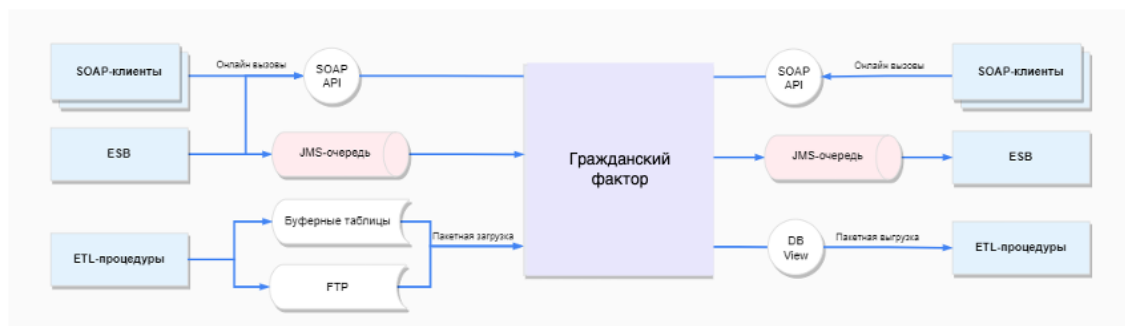 SOAP-клиенты
Онлайн вызовы
SOAP
API
SOAP
API
Онлайн вызовы
SOAP-клиенты
ESB
JMS-очередь
Гражданский
фактор
JMS-очередь
ESB
Буферные таблицы
ETL-процедуры
Пакетная загрузка
FTP
DB
View
Пакетная выгрузка
ETL-процедуры